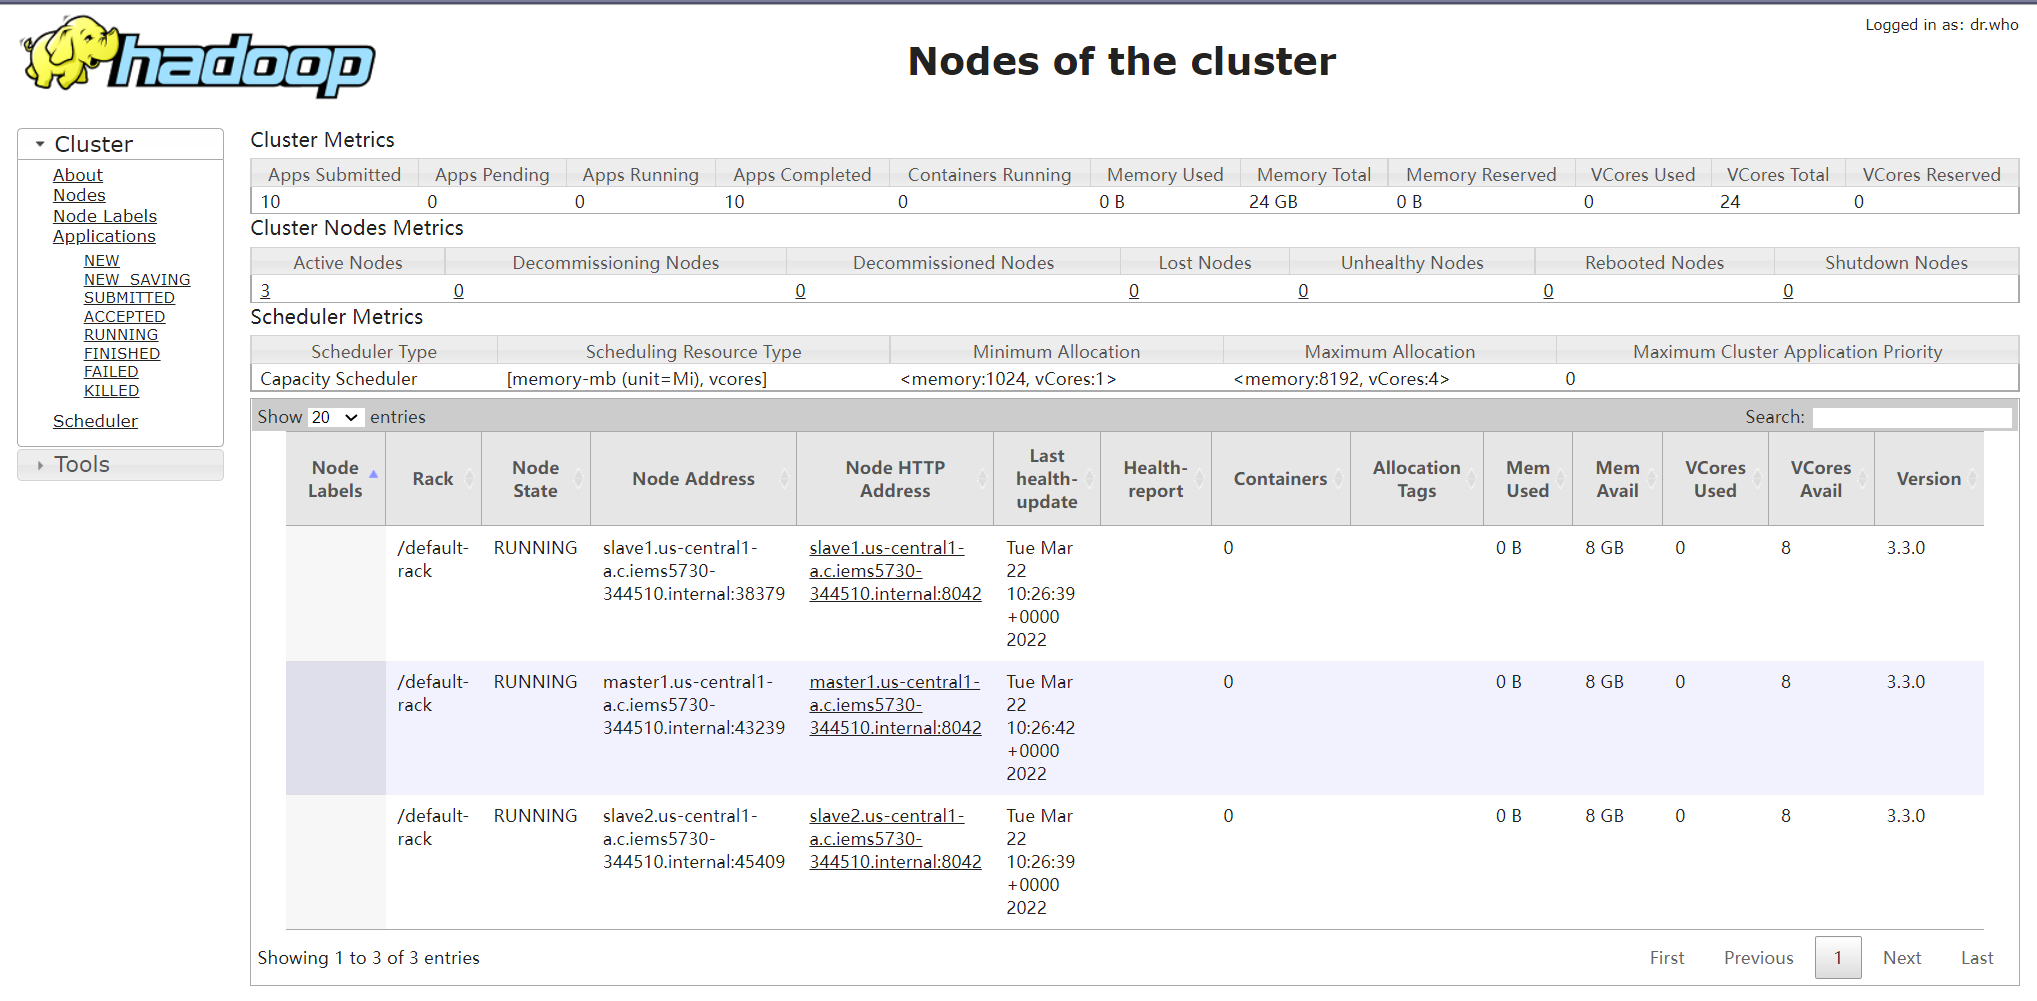 Logged in as: dr.who
hadoop
Nodes of the cluster
Cluster
About
Nodes
Node Labels
Applications
NEW
NEW_SAVING
SUBMITTED
ACCEPTED
RUNNING
FINISHED
FAILED
KILLED
Scheduler
Tools
Cluster Metrics
Apps Submitted Apps Pending Apps Running Apps Completed Containers Running Memory Used Memory Total Memory Reserved VCores Used VCores Total VCores Reserved
10 0 0 10 0 0 B 24 GB 0 B 0 24 0
Cluster Nodes Metrics
Active Nodes Decommissioning Nodes Decommissioned Nodes Lost Nodes Unhealthy Nodes Rebooted Nodes Shutdown Nodes
3 0 0 0 0 0 0
Scheduler Metrics
Scheduler Type Scheduling Resource Type Minimum Allocation Maximum Allocation Maximum Cluster Application Priority
Capacity Scheduler [memory-mb (unit=Mi), vcores] <memory:1024, vCores:1> <memory:8192, vCores:4> 0
Show 20 entries Search:
Node Labels Rack Node State Node Address Node HTTP Address Last health-update Health-report Containers Allocation Tags Mem Used Mem Avail VCores Used VCores Avail Version
/default- RUNNING slave1.us-central1- slave1.us-central1- Tue Mar 0 0 B 8 GB 0 8 3.3.0
rack a.c.iems5730- a.c.iems5730- 22
344510.internal:38379 344510.internal:8042 10:26:39
+0000
2022
/default- RUNNING master1.us-central1- master1.us-central1- Tue Mar 0 0 B 8 GB 0 8 3.3.0
rack a.c.iems5730- a.c.iems5730- 22
344510.internal:43239 344510.internal:8042 10:26:42
+0000
2022
/default- RUNNING slave2.us-central1- slave2.us-central1- Tue Mar 0 0 B 8 GB 0 8 3.3.0
rack a.c.iems5730- a.c.iems5730- 22
344510.internal:45409 344510.internal:8042 10:26:39
+0000
2022
Showing 1 to 3 of 3 entries First Previous 1 Next Last